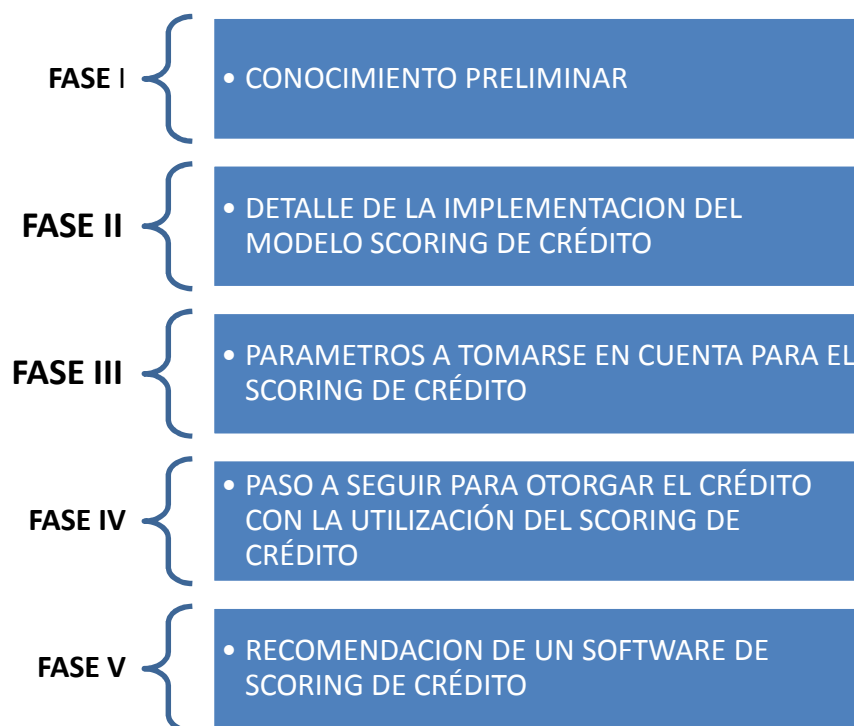 FASE I
• CONOCIMIENTO PRELIMINAR
FASE II
• DETALLE DE LA IMPLEMENTACION DEL
MODELO SCORING DE CRÉDITO
FASE III
• PARAMETROS A TOMARSE EN CUENTA PARA EL
SCORING DE CRÉDITO
FASE IV
• PASO A SEGUIR PARA OTORGAR EL CRÉDITO
CON LA UTILIZACIÓN DEL SCORING DE
CRÉDITO
FASE V
• RECOMENDACION DE UN SOFTWARE DE
SCORING DE CRÉDITO